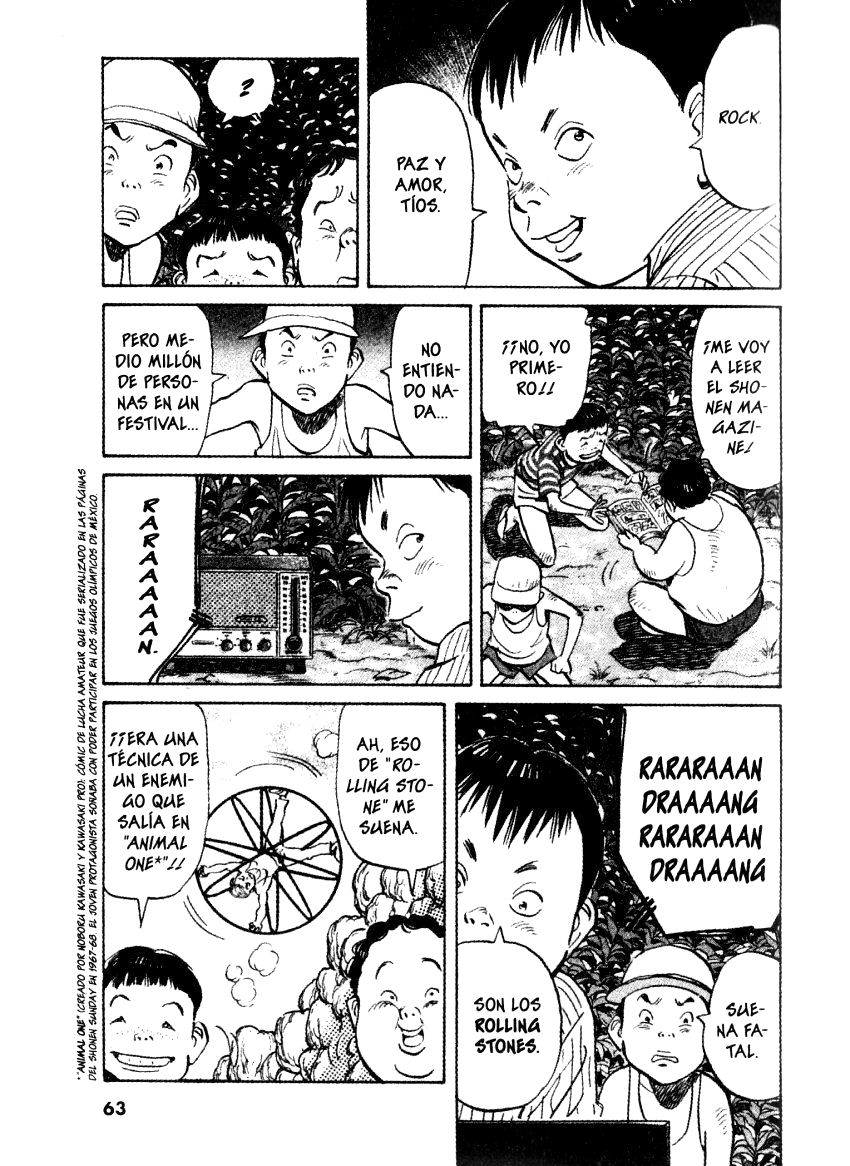 ROCK.
PAZ Y
AMOR,
TÍOS.
?
¡ME VOY
A LEER
EL SHO-
NEN MA-
GAZI-
NE!
¡¡NO, YO
PRIME-
RO!!
NO
ENTIEN-
DO NA-
DA...
PERO ME-
DIO MILLÓN
DE PERSO-
NAS EN UN
FESTIVAL...
RARAAAAAN.
RARARAAAN
DRAAAANG
RARARAAAN
DRAAAANG
SON LOS
ROLLING
STONES.
SUE-
NA FA-
TAL.
AH, ESO
DE "RO-
LLING STO-
NE" ME
SUENA.
¡¡ERA UNA
TÉCNICA DE
UN ENEMI-
GO QUE
SALÍA EN
"ANIMAL
ONE*"!!
*"ANIMAL ONE" (CREADO POR NOBORU KAWASAKI Y KAWASAKI PRO): CÓMIC DE LUCHA AMATEUR QUE FUE SERIALIZADO EN LAS PÁGINAS
DEL SHONEN SUNDAY EN 1967-68. EL JOVEN PROTAGONISTA SOÑABA CON PODER PARTICIPAR EN LOS JUEGOS OLÍMPICOS DE MÉXICO.
63